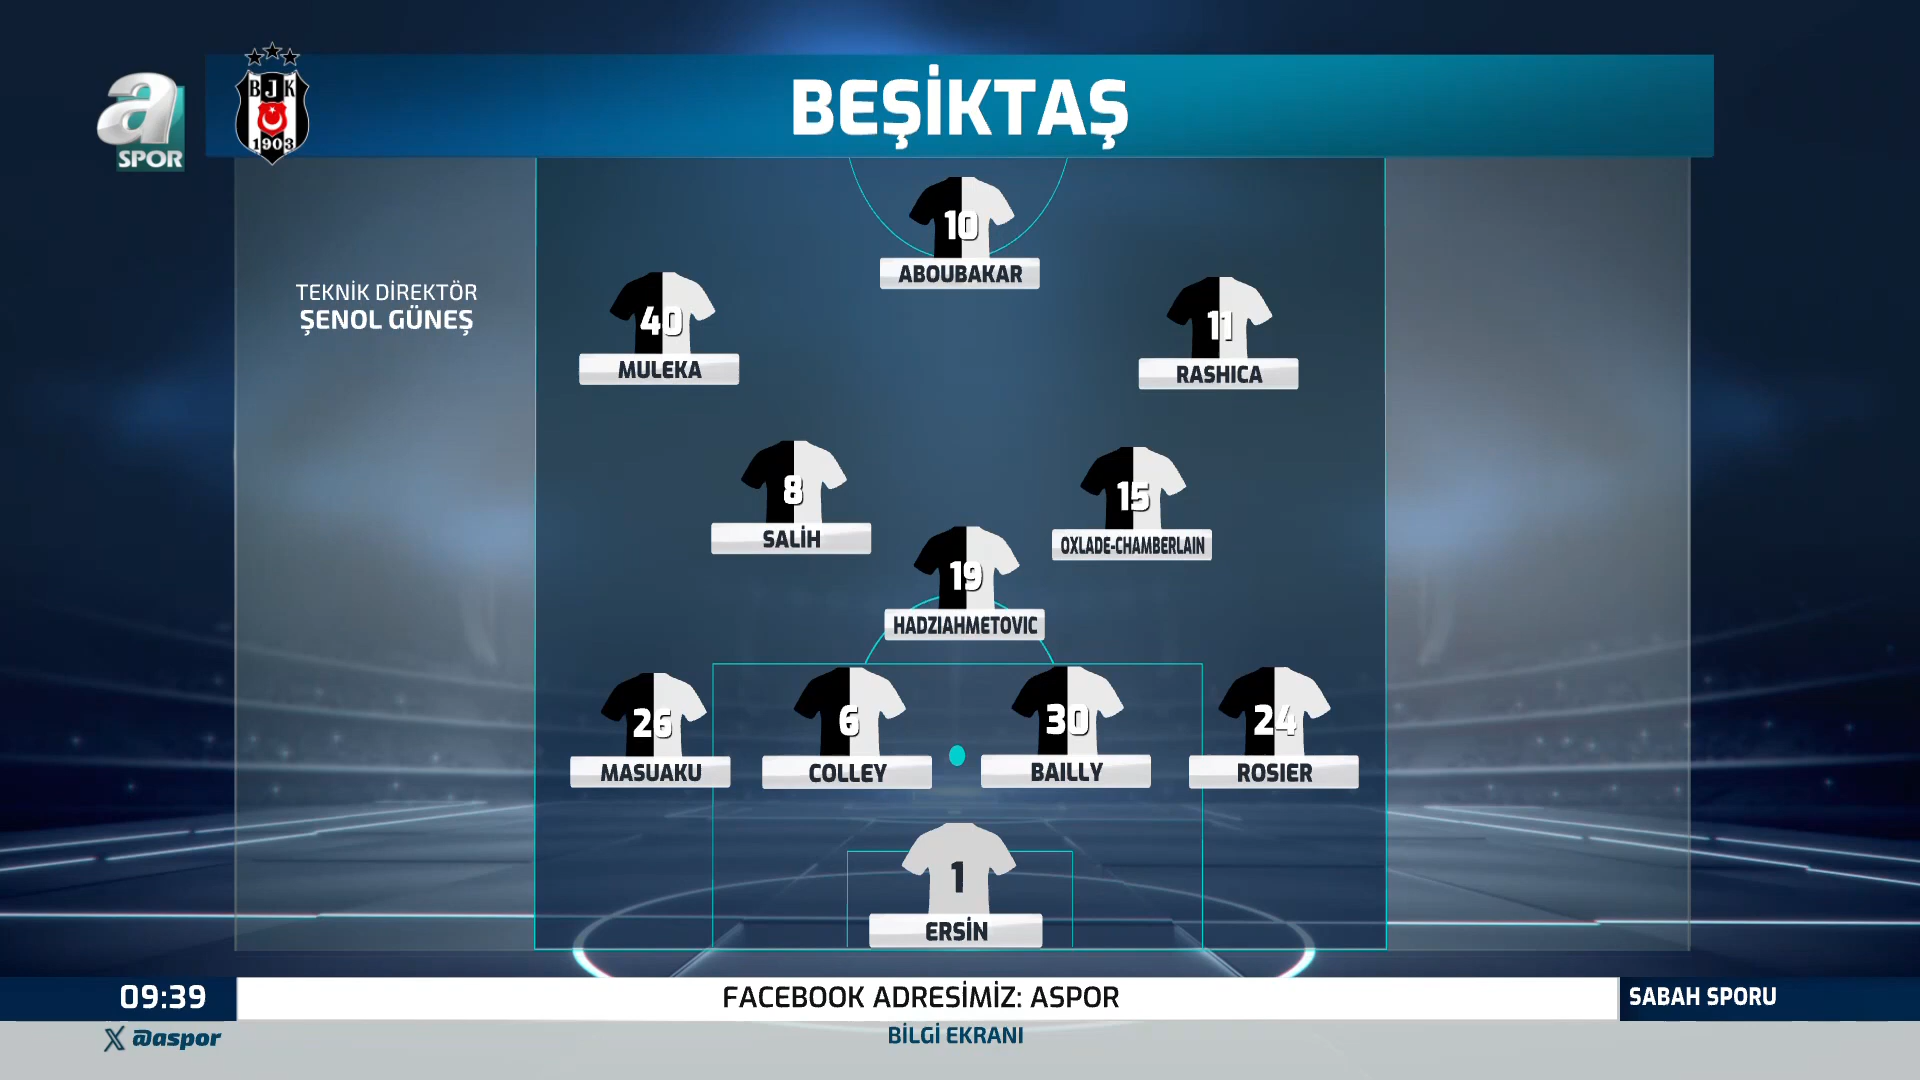 a
SPOR
BJK
1903
BEŞİKTAŞ
10
ABOUBAKAR
TEKNİK DİREKTÖR
ŞENOL GÜNEŞ
40
MULEKA
11
RASHICA
8
SALİH
15
OXLADE-CHAMBERLAIN
19
HADZIAHMETOVIC
26
MASUAKU
6
COLLEY
30
BAILLY
24
ROSIER
1
ERSİN
09:39
FACEBOOK ADRESİMİZ: ASPOR
SABAH SPORU
X @aspor
BİLGİ EKRANI